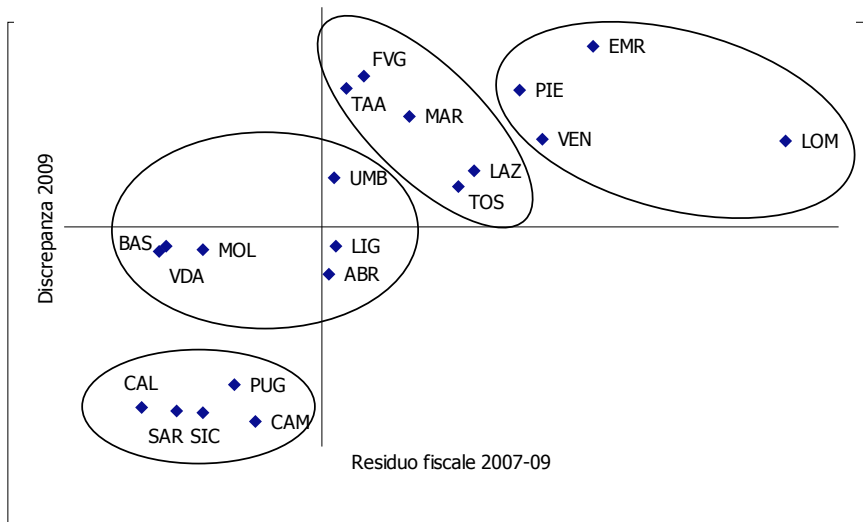 EMR
FVG
PIE
TAA
MAR
VEN
LOM
LAZ
UMB
TOS
Discrepanza 2009
BAS
MOL
LIG
VDA
ABR
CAL
PUG
SAR SIC
CAM
Residuo fiscale 2007-09